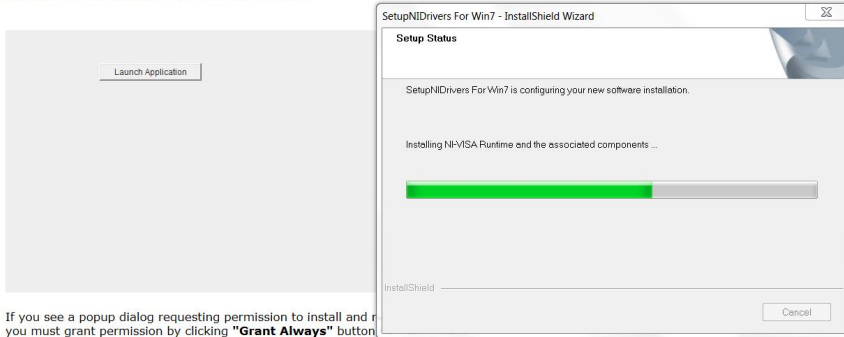 SetupNIDrivers For Win7 - InstallShield Wizard
Setup Status
Launch Application
SetupNIDrivers For Win7 is configuring your new software installation.
Installing NI-VISA Runtime and the associated components ...
InstallShield
Cancel
If you see a popup dialog requesting permission to install and
you must grant permission by clicking "Grant Always" button